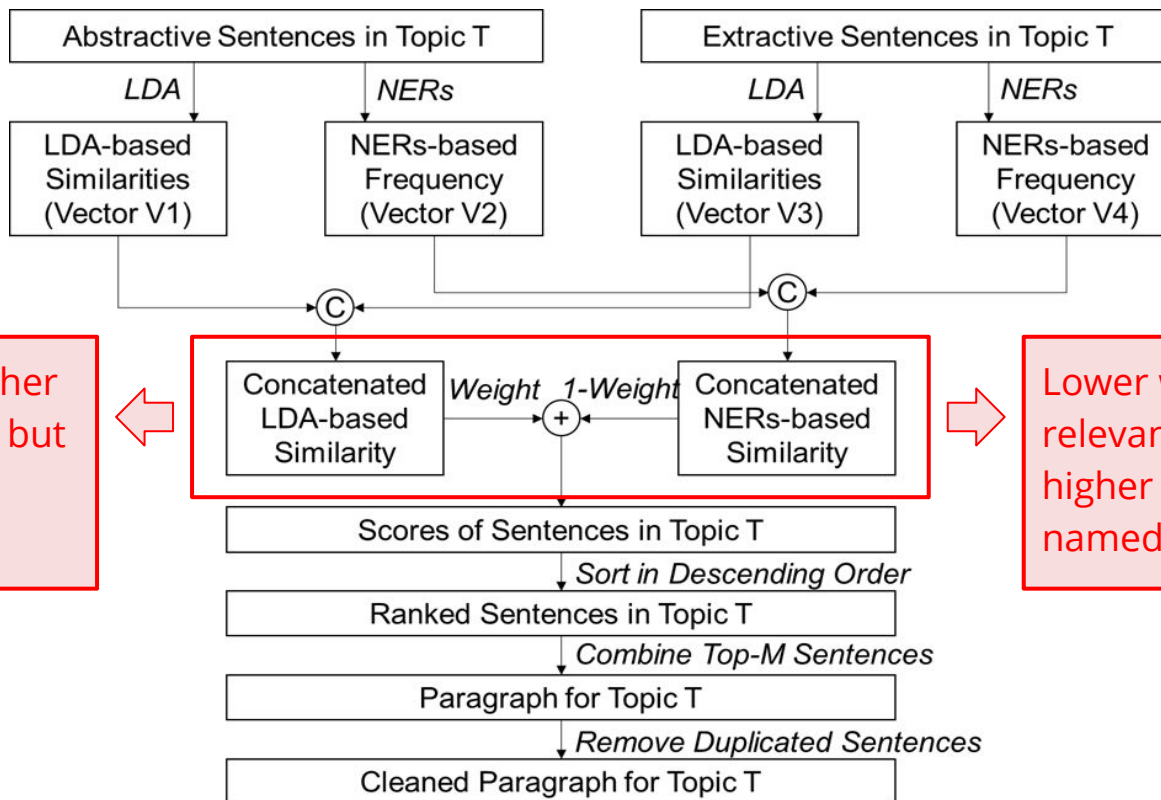 Abstractive Sentences in Topic T
Extractive Sentences in Topic T
LDA
NERs
LDA
NERs
LDA-based
Similarities
(Vector V1)
NERs-based
Frequency
(Vector V2)
LDA-based
Similarities
(Vector V3)
NERs-based
Frequency
(Vector V4)
C
C
but
Concatenated
LDA-based
Similarity
Weight
1-Weight
+
Concatenated
NERs-based
Similarity
Lower
higher
named
Scores of Sentences in Topic T
Sort in Descending Order
Ranked Sentences in Topic T
Combine Top-M Sentences
Paragraph for Topic T
Remove Duplicated Sentences
Cleaned Paragraph for Topic T